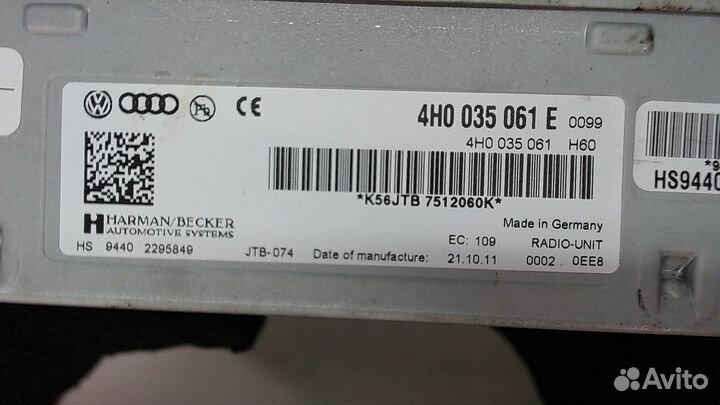 4H0 035 061 E 0099
4H0 035 061 H60
*K56JTB 7512060K*
HARMAN/BECKER
AUTOMOTIVE SYSTEMS
Made in Germany
EC: 109 RADIO-UNIT
HS 9440 2295849 JTB-074 Date of manufacture: 21.10.11 0002 . 0EE8
*9
HS9440
Avito